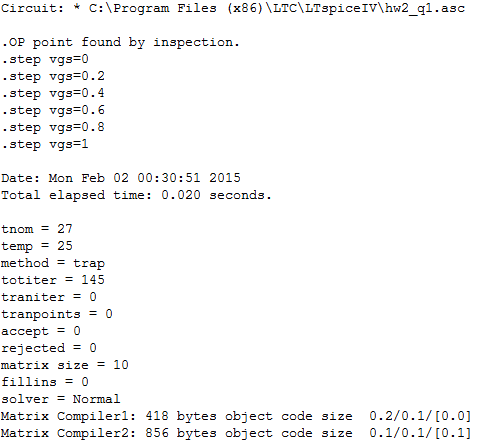 Circuit: * C:\Program Files (x86)\LTC\LTspiceIV\hw2_q1.asc
.OP point found by inspection.
.step vgs=0
.step vgs=0.2
.step vgs=0.4
.step vgs=0.6
.step vgs=0.8
.step vgs=1
Date: Mon Feb 02 00:30:51 2015
Total elapsed time: 0.020 seconds.
tnom = 27
temp = 25
method = trap
totiter = 145
traniter = 0
tranpoints = 0
accept = 0
rejected = 0
matrix size = 10
fillins = 0
solver = Normal
Matrix Compiler1: 418 bytes object code size  0.2/0.1/[0.0]
Matrix Compiler2: 856 bytes object code size  0.1/0.1/[0.1]